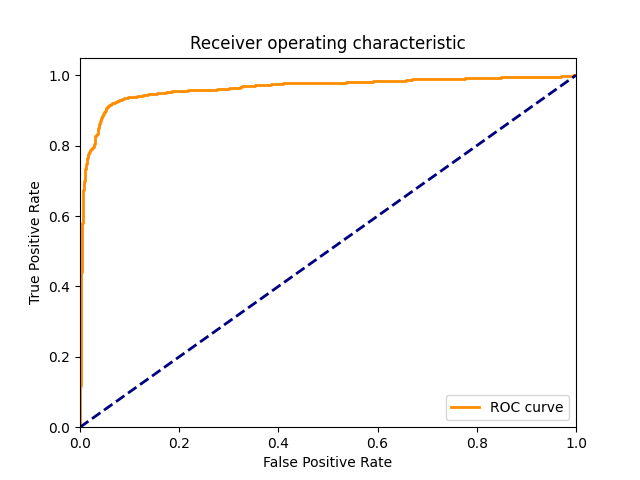 Receiver operating characteristic
True Positive Rate
1.0
0.8
0.6
0.4
0.2
0.0
0.0 0.2 0.4 0.6 0.8 1.0
False Positive Rate
ROC curve